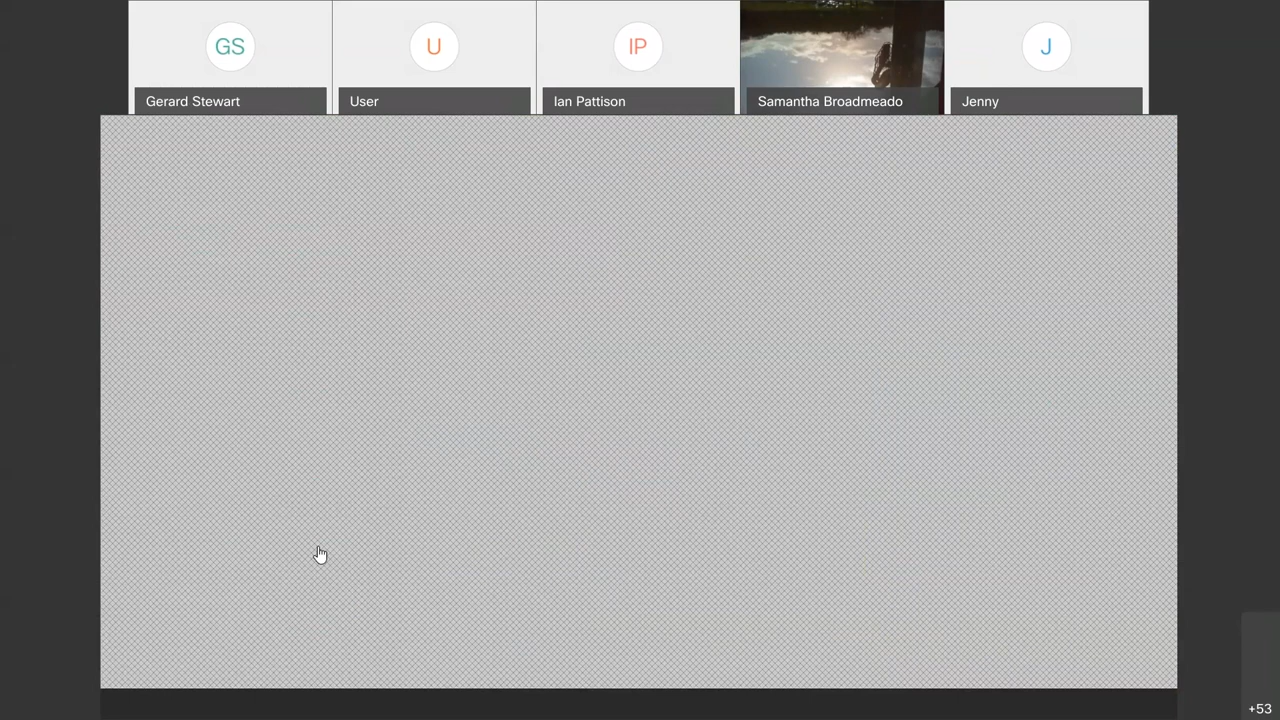 GS
U
IP
J
Gerard Stewart
User
Ian Pattison
Samantha Broadmeado
Jenny
+53